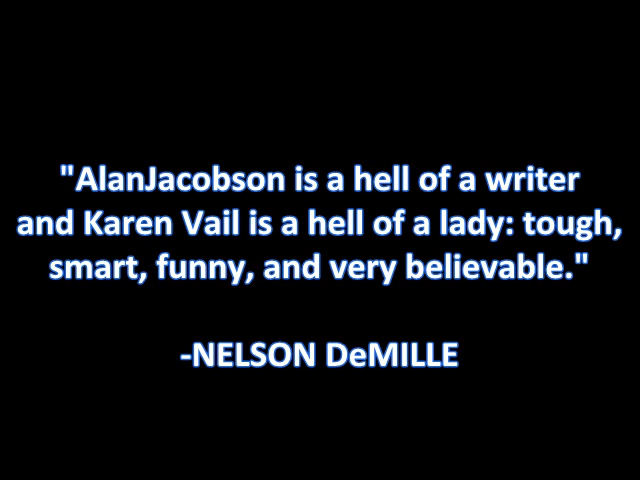 "AlanJacobson is a hell of a writer
and Karen Vail is a hell of a lady: tough,
smart, funny, and very believable."
-NELSON DeMILLE